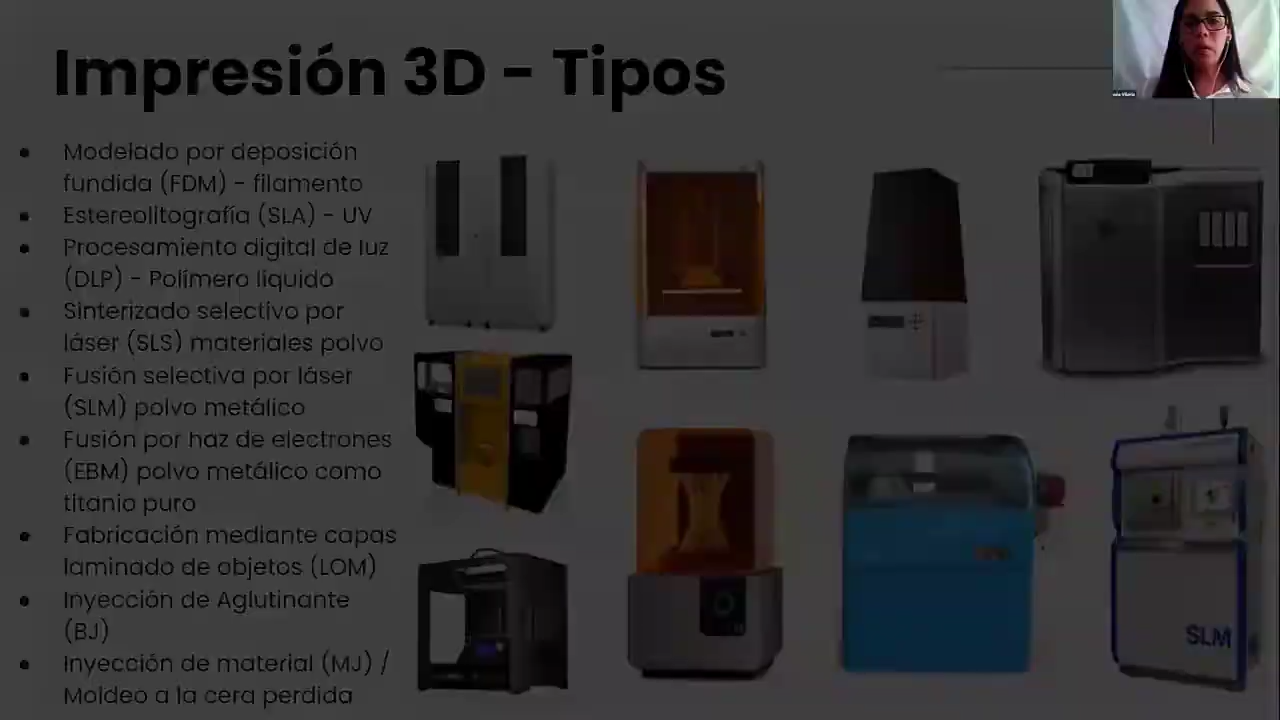 Impresión 3D - Tipos
Modelado por deposición
fundida (FDM) - filamento
Estereolitografía (SLA) - UV
Procesamiento digital de luz
(DLP) - Polímero líquido
Sinterizado selectivo por
láser (SLS) materiales polvo
Fusión selectiva por láser
(SLM) polvo metálico
Fusión por haz de electrones
(EBM) polvo metálico como
titanio puro
Fabricación mediante capas
laminado de objetos (LOM)
Inyección de Aglutinante
(BJ)
Inyección de material (MJ) /
Moldeo a la cera perdida
SLM